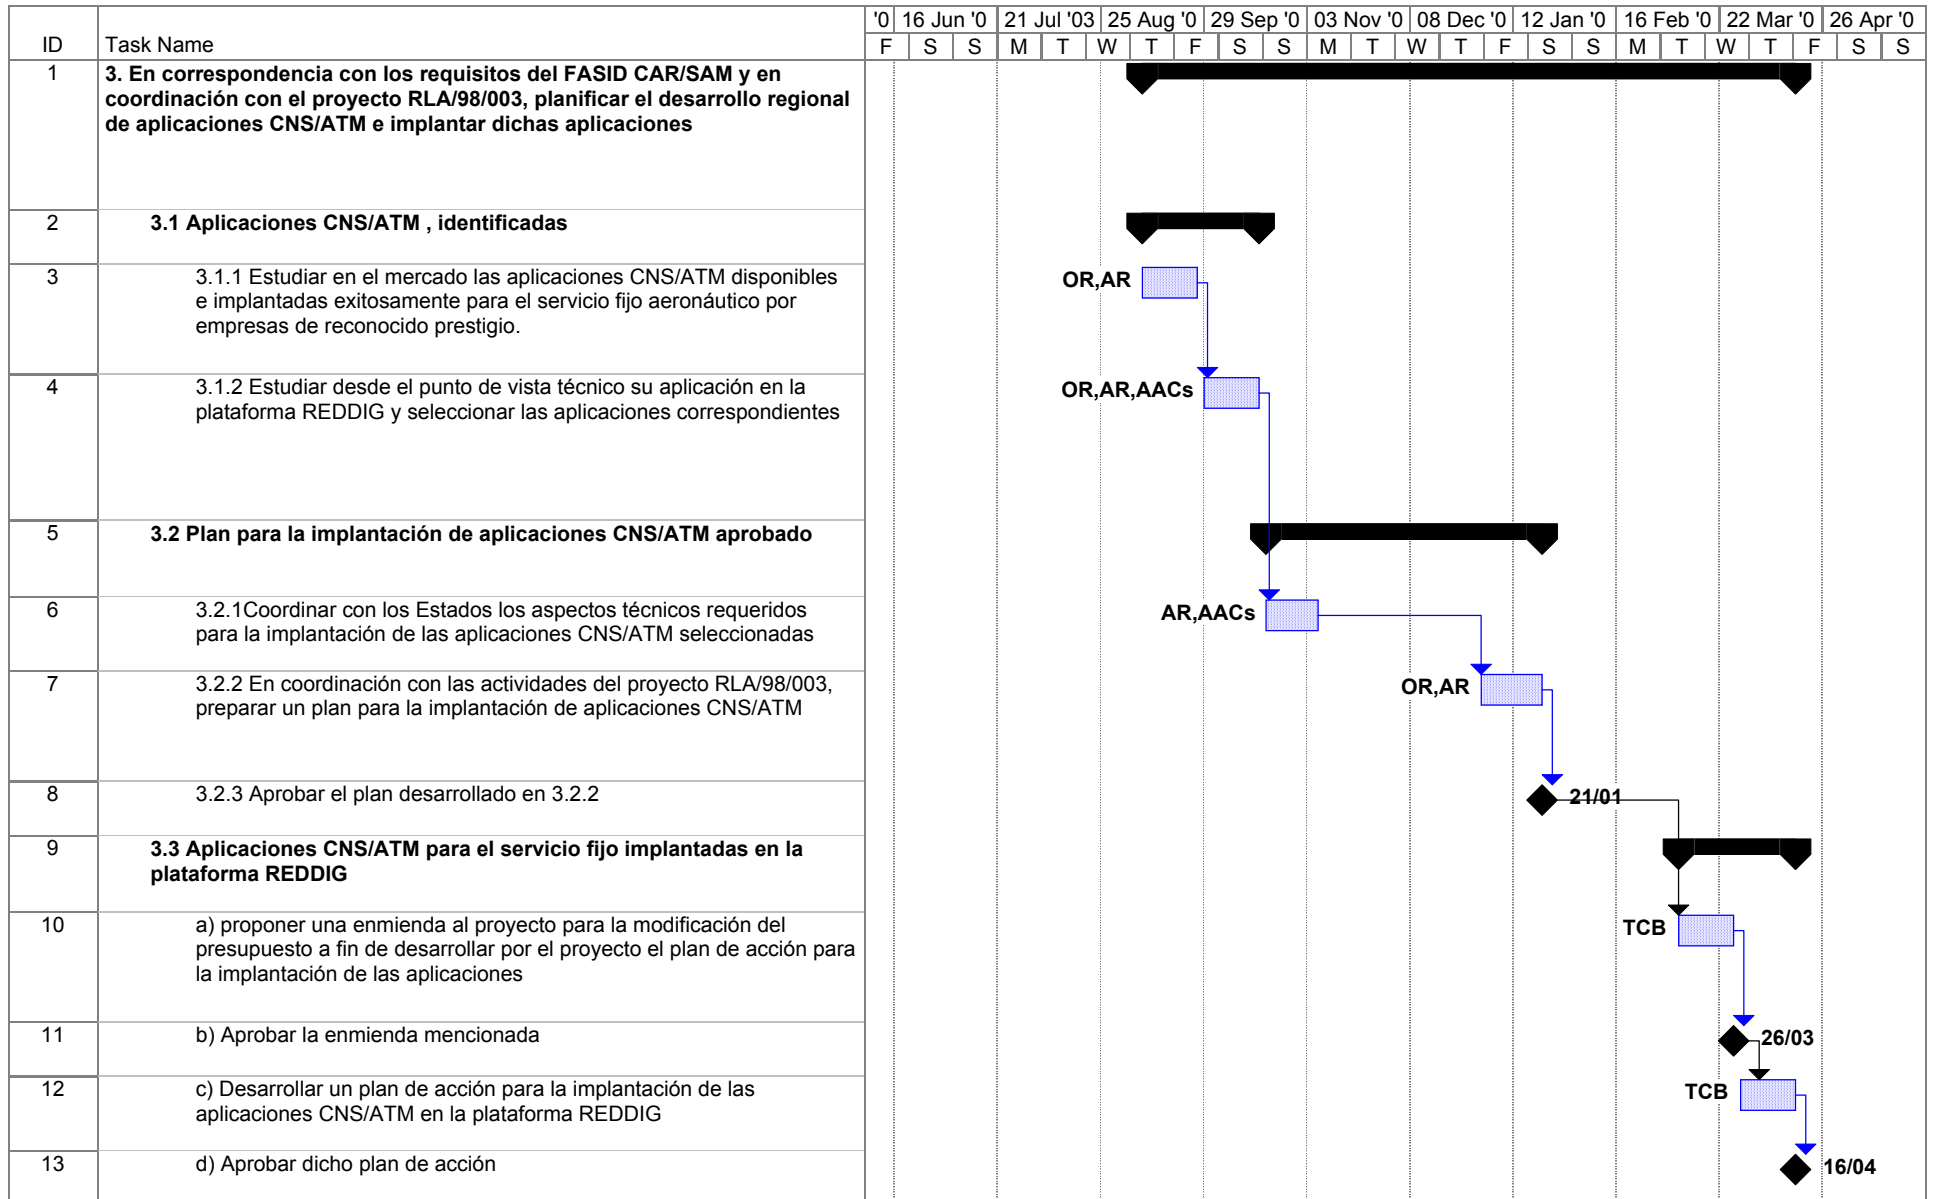 '0 16 Jun '0 21 Jul '03 25 Aug '0 29 Sep '0 03 Nov '0 08 Dec '0 12 Jan '0 16 Feb '0 22 Mar '0 26 Apr '0
ID Task Name F S S M T W T F S S M T W T F S S M T W T F S S
1 3. En correspondencia con los requisitos del FASID CAR/SAM y en
coordinación con el proyecto RLA/98/003, planificar el desarrollo regional
de aplicaciones CNS/ATM e implantar dichas aplicaciones
2 3.1 Aplicaciones CNS/ATM , identificadas
3 3.1.1 Estudiar en el mercado las aplicaciones CNS/ATM disponibles
e implantadas exitosamente para el servicio fijo aeronáutico por
empresas de reconocido prestigio.
OR,AR
4 3.1.2 Estudiar desde el punto de vista técnico su aplicación en la
plataforma REDDIG y seleccionar las aplicaciones correspondientes
OR,AR,AACs
5 3.2 Plan para la implantación de aplicaciones CNS/ATM aprobado
6 3.2.1Coordinar con los Estados los aspectos técnicos requeridos
para la implantación de las aplicaciones CNS/ATM seleccionadas
AR,AACs
7 3.2.2 En coordinación con las actividades del proyecto RLA/98/003,
preparar un plan para la implantación de aplicaciones CNS/ATM
OR,AR
8 3.2.3 Aprobar el plan desarrollado en 3.2.2
21/01
9 3.3 Aplicaciones CNS/ATM para el servicio fijo implantadas en la
plataforma REDDIG
10 a) proponer una enmienda al proyecto para la modificación del
presupuesto a fin de desarrollar por el proyecto el plan de acción para
la implantación de las aplicaciones
TCB
11 b) Aprobar la enmienda mencionada
26/03
12 c) Desarrollar un plan de acción para la implantación de las
aplicaciones CNS/ATM en la plataforma REDDIG
TCB
13 d) Aprobar dicho plan de acción
16/04